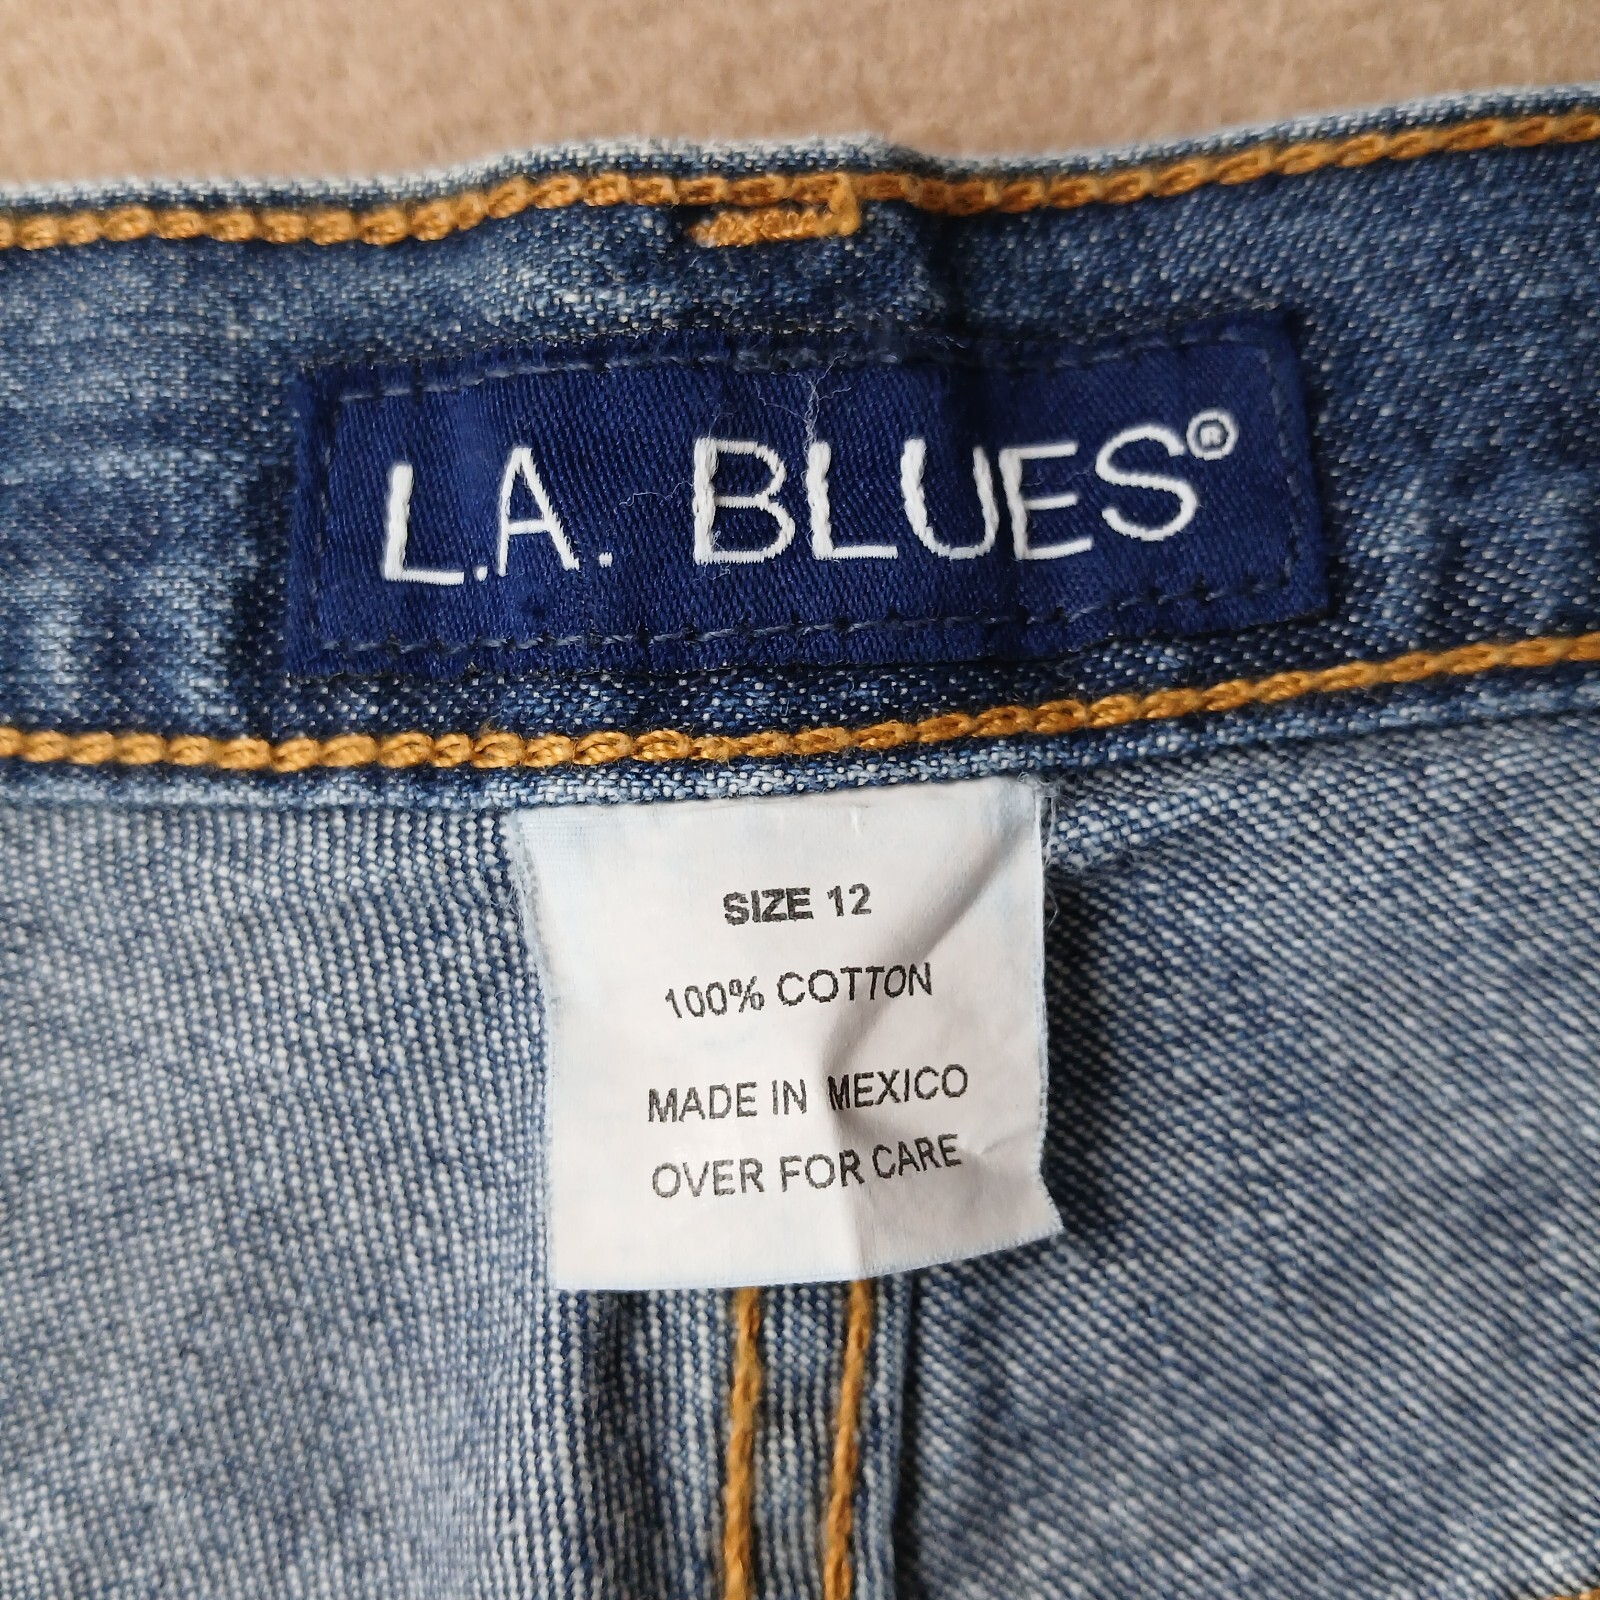 L.A. BLUES®
SIZE 12
100% COTTON
MADE IN MEXICO
OVER FOR CARE